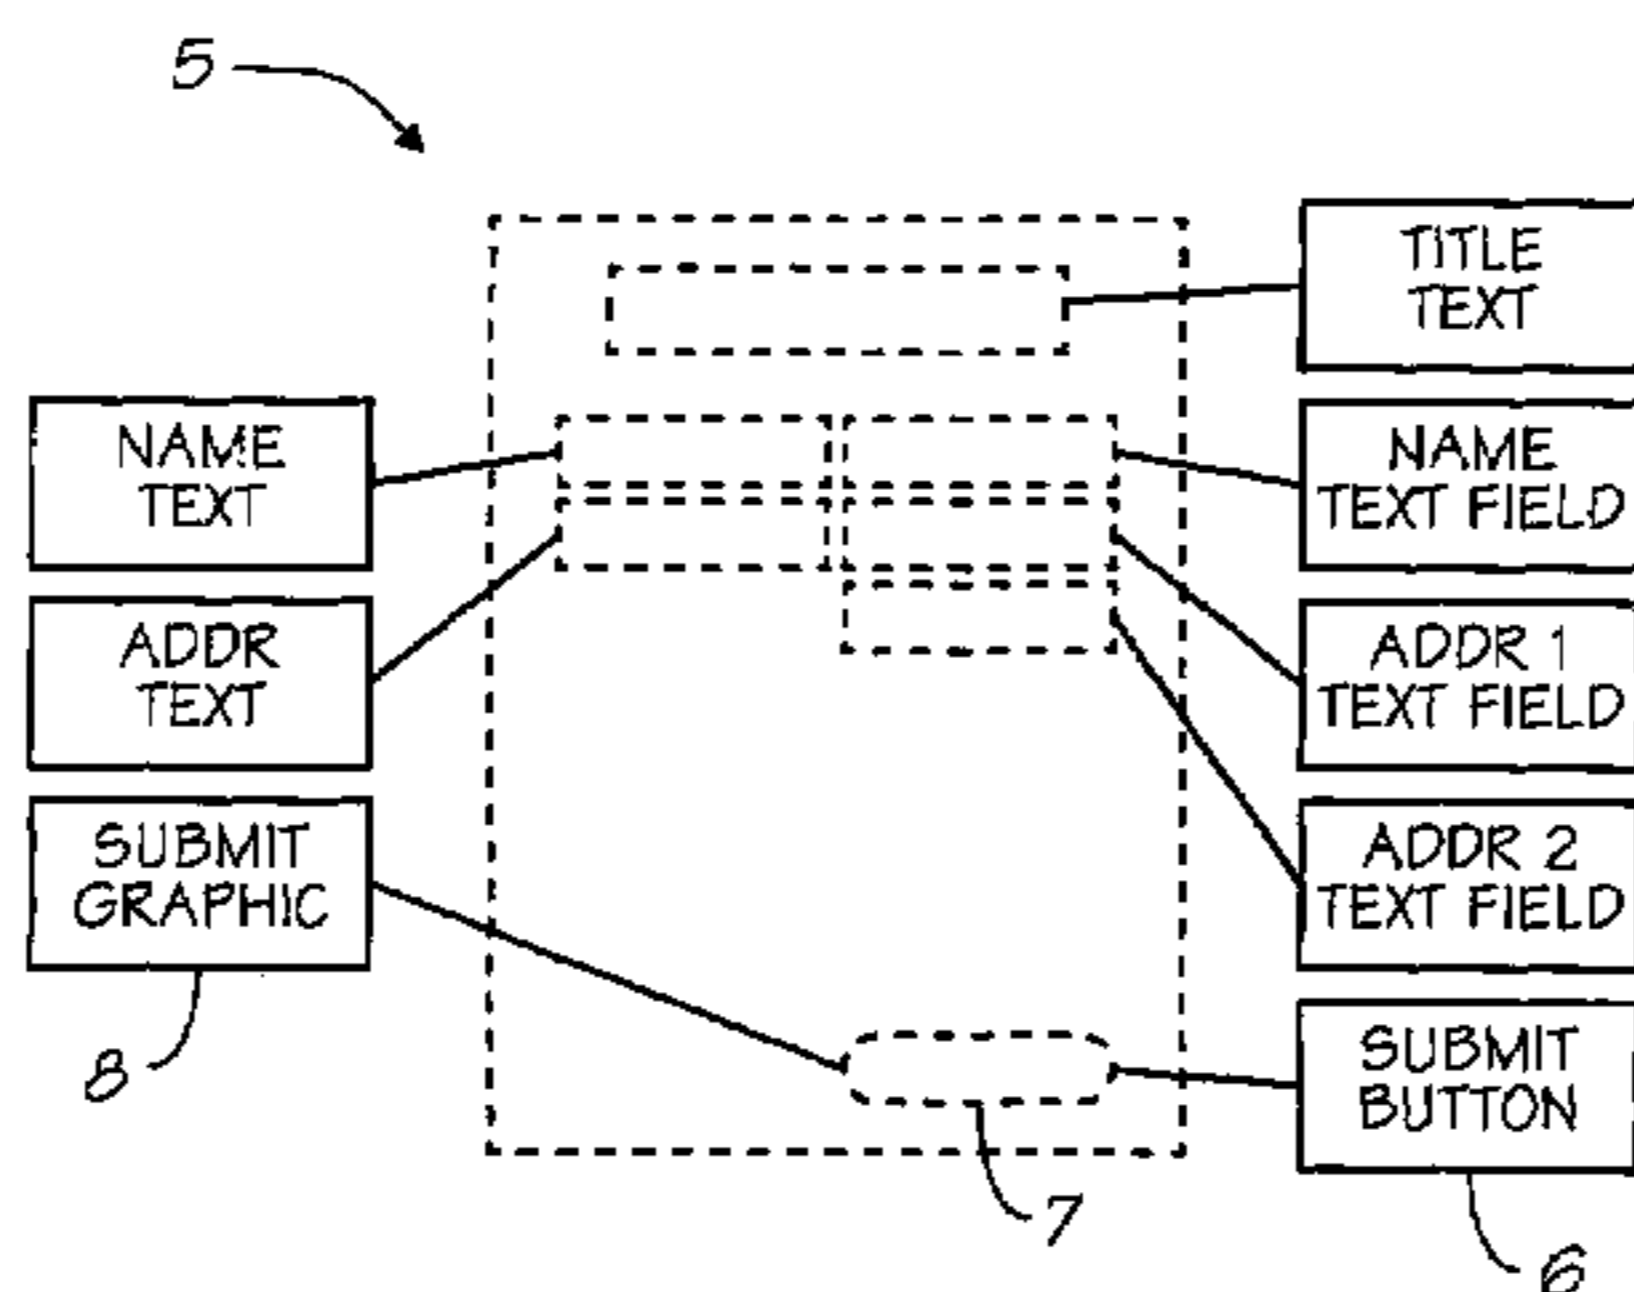 5
TITLE
TEXT
NAME
TEXT
NAME
TEXT FIELD
ADDR
TEXT
ADDR 1
TEXT FIELD
SUBMIT
GRAPHIC
ADDR 2
TEXT FIELD
8
SUBMIT
BUTTON
7
6